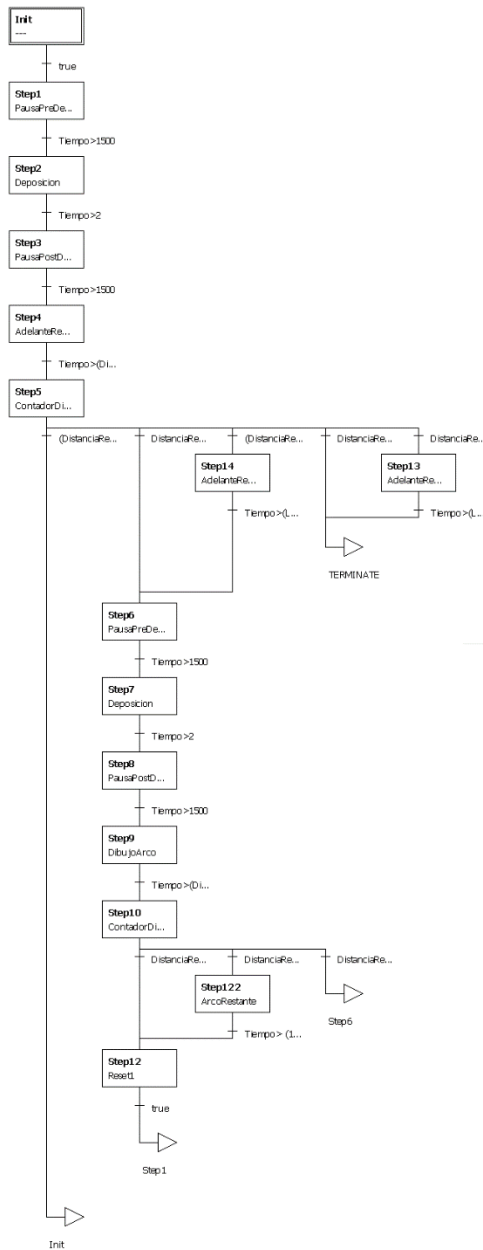 Init
---
true
Step1
PausaPreDe...
Tiempo>1500
Step2
Deposicion
Tiempo>2
Step3
PausaPostD...
Tiempo>1500
Step4
AdelanteRe...
Tiempo>(Di...
Step5
ContadorDi...
(DistanciaRe...
DistanciaRe...
(DistanciaRe...
DistanciaRe...
DistanciaRe...
Step14
AdelanteRe...
Step13
AdelanteRe...
Tiempo>(L...
Tiempo>(L...
TERMINATE
Step6
PausaPreDe...
Tiempo>1500
Step7
Deposicion
Tiempo>2
Step8
PausaPostD...
Tiempo>1500
Step9
DibujoArco
Tiempo>(Di...
Step10
ContadorDi...
DistanciaRe...
DistanciaRe...
DistanciaRe...
Step122
ArcoRestante
Step6
Tiempo> (1...
Step12
Reset1
true
Step1
Init